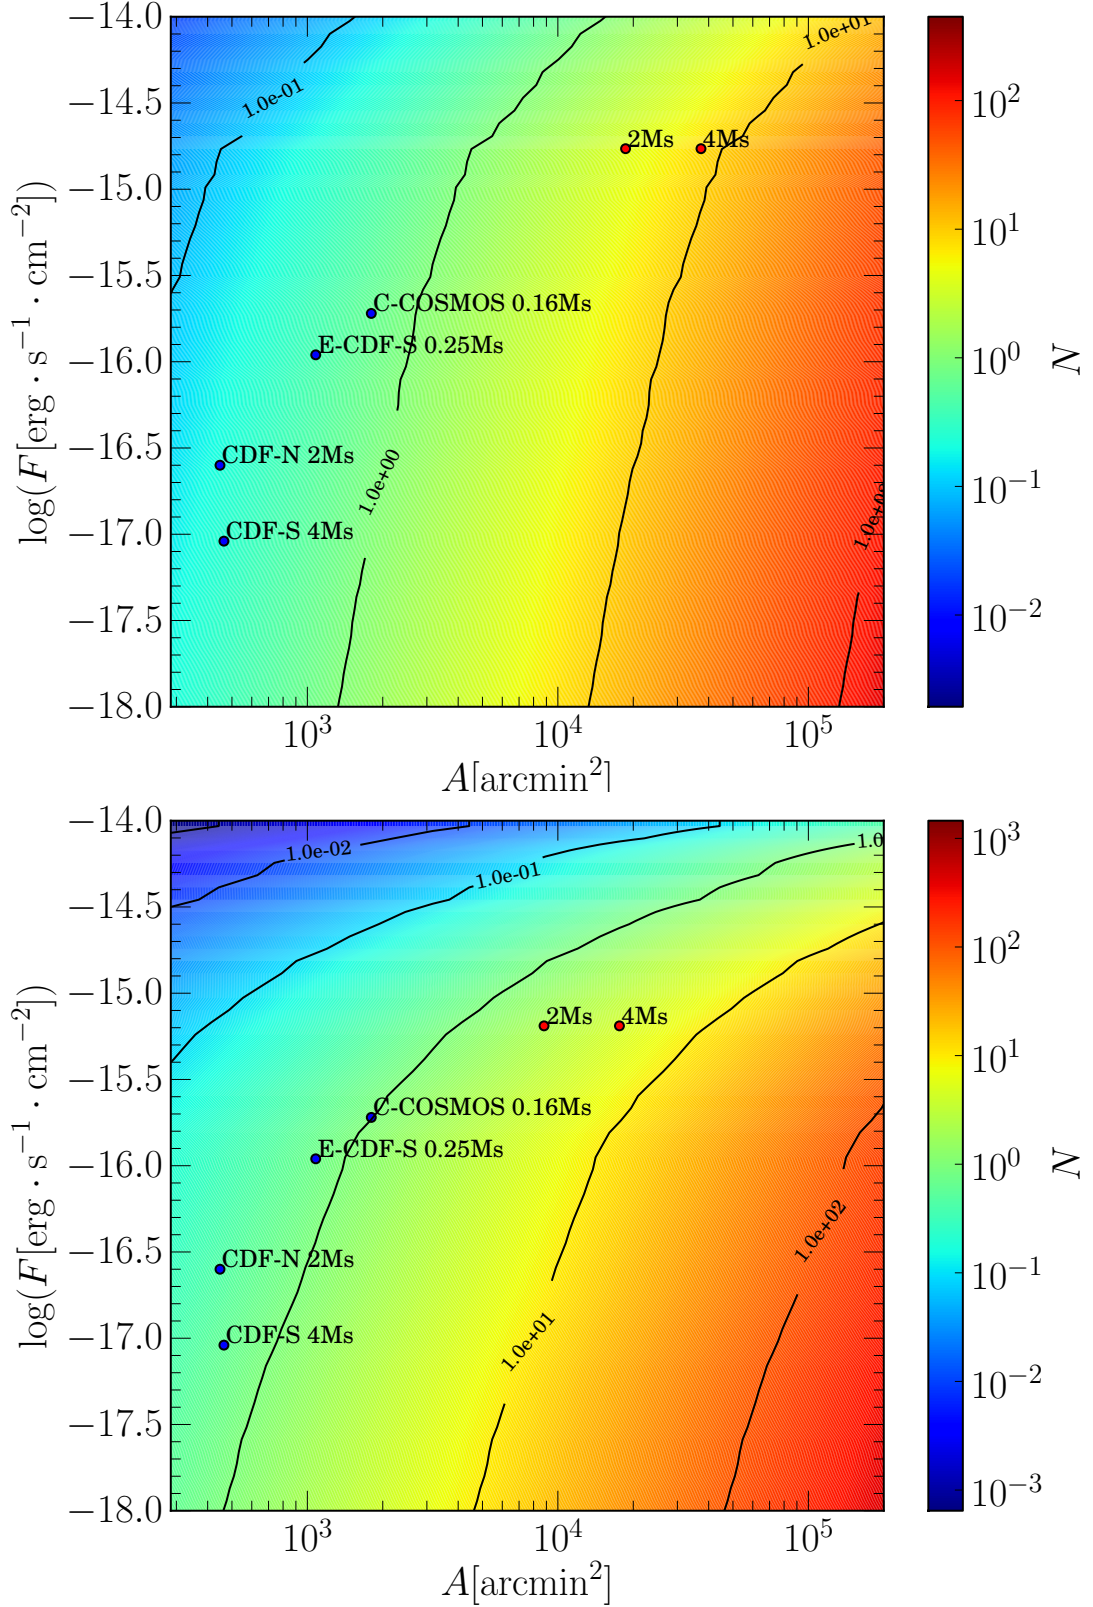 −14.0
1.0e+01
10²
−14.5
1.0e-01
2Ms 4Ms
−15.0
10¹
−15.5
C-COSMOS 0.16Ms
E-CDF-S 0.25Ms
log(F[erg · s⁻¹ · cm⁻²])
−16.0
10⁰
N
−16.5
CDF-N 2Ms
1.0e+00
10⁻¹
−17.0
CDF-S 4Ms
−17.5
10⁻²
−18.0
10³ 10⁴ 10⁵
A[arcmin²]
−14.0
10³
1.0e-02
1.0
1.0e-01
−14.5
10²
−15.0
2Ms 4Ms
10¹
−15.5
C-COSMOS 0.16Ms
E-CDF-S 0.25Ms
log(F[erg · s⁻¹ · cm⁻²])
−16.0
10⁰
N
1.0e+02
−16.5
CDF-N 2Ms
10⁻¹
−17.0
CDF-S 4Ms
1.0e+01
10⁻²
−17.5
10⁻³
−18.0
10³ 10⁴ 10⁵
A[arcmin²]